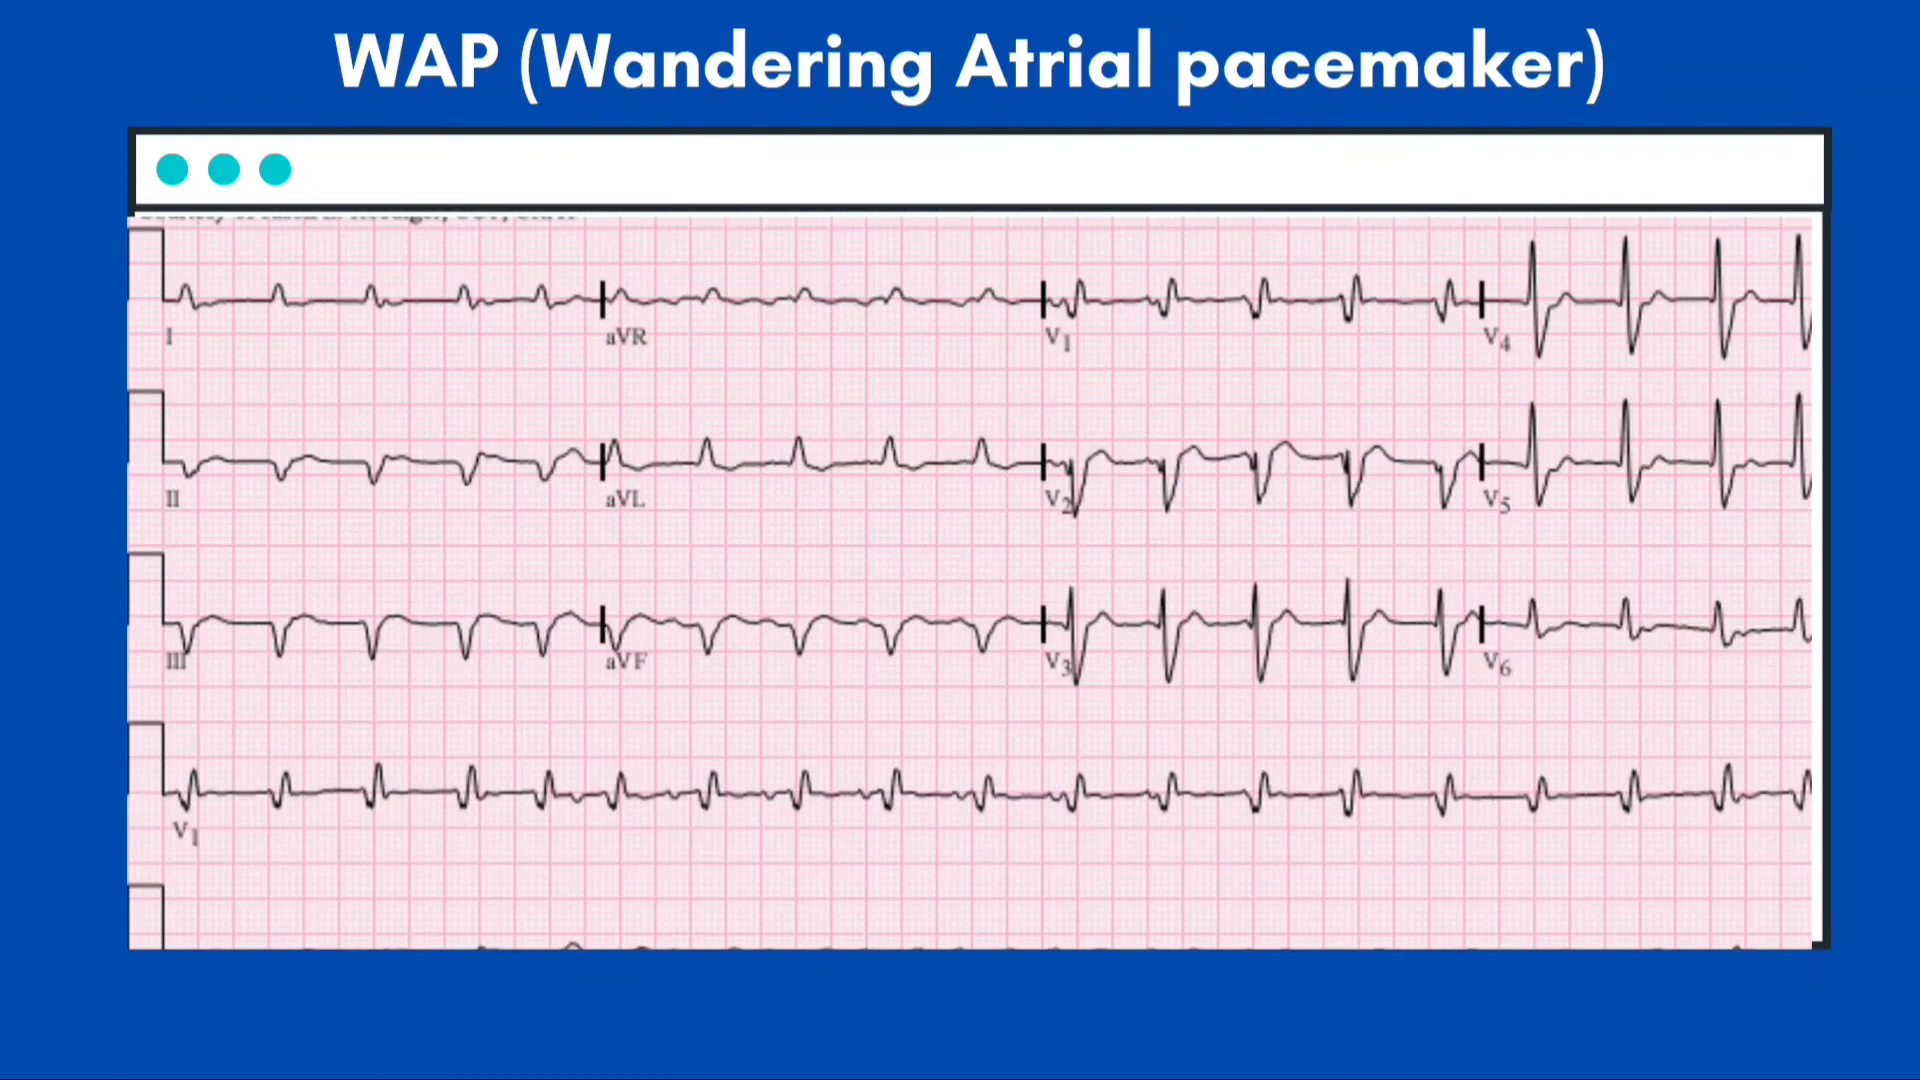 WAP (Wandering Atrial pacemaker)
I
aVR
V1
V4
II
aVL
V2
V5
III
aVF
V3
V6
V1